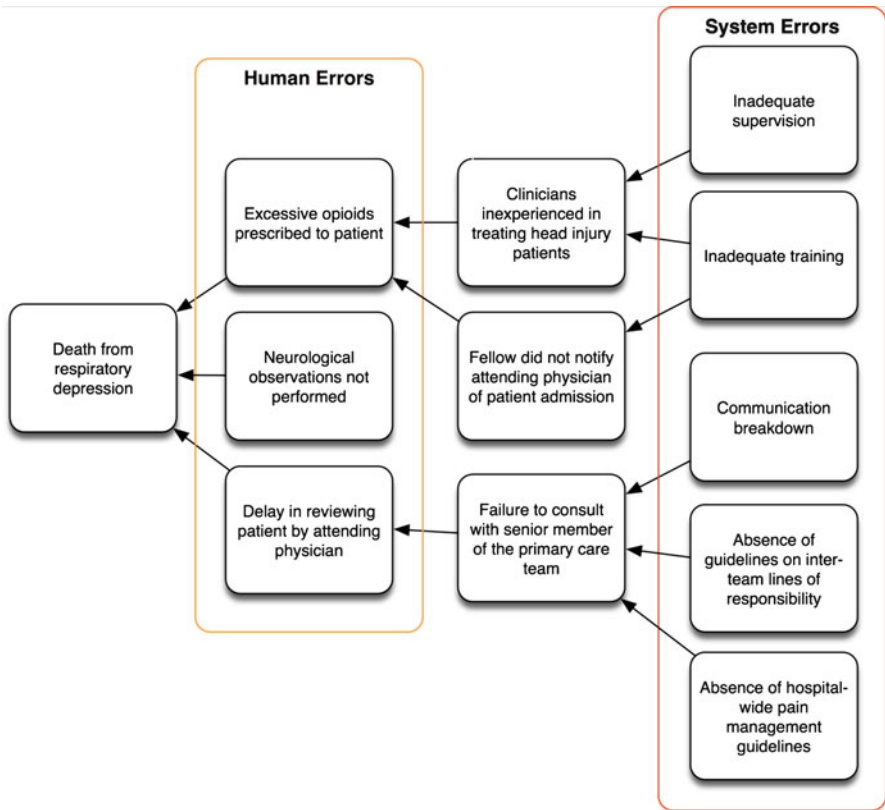 System Errors
Human Errors
Inadequate
supervision
Excessive opioids
prescribed to patient
Clinicians
inexperienced in
treating head injury
patients
Inadequate training
Death from
respiratory
depression
Neurological
observations not
performed
Fellow did not notify
attending physician
of patient admission
Communication
breakdown
Delay in reviewing
patient by attending
physician
Failure to consult
with senior member
of the primary care
team
Absence of
guidelines on inter-
team lines of
responsibility
Absence of hospital-
wide pain
management
guidelines